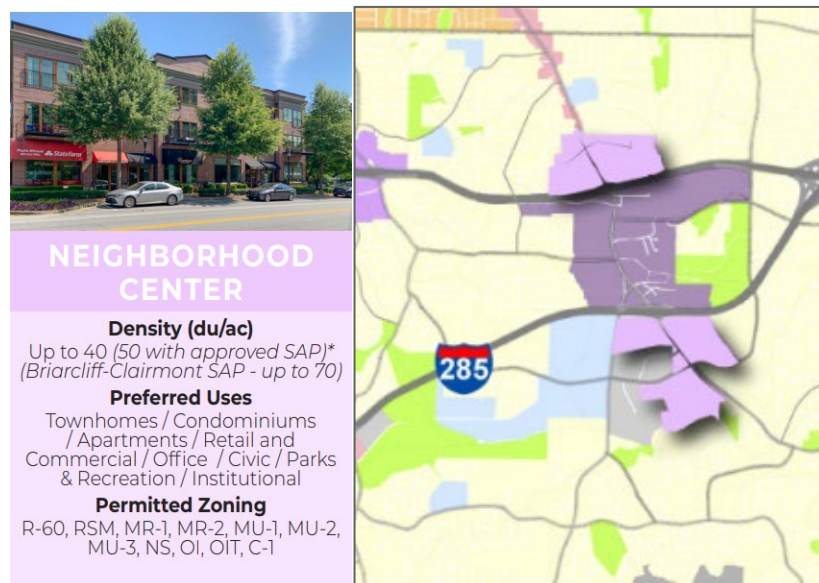 StateFarm
NEIGHBORHOOD
CENTER
Density (du/ac)
Up to 40 (50 with approved SAP)*
(Briarcliff-Clairmont SAP - up to 70)
Preferred Uses
Townhomes / Condominiums
/ Apartments / Retail and
Commercial / Office / Civic / Parks
& Recreation / Institutional
Permitted Zoning
R-60, RSM, MR-1, MR-2, MU-1, MU-2,
MU-3, NS, OI, OIT, C-1
285